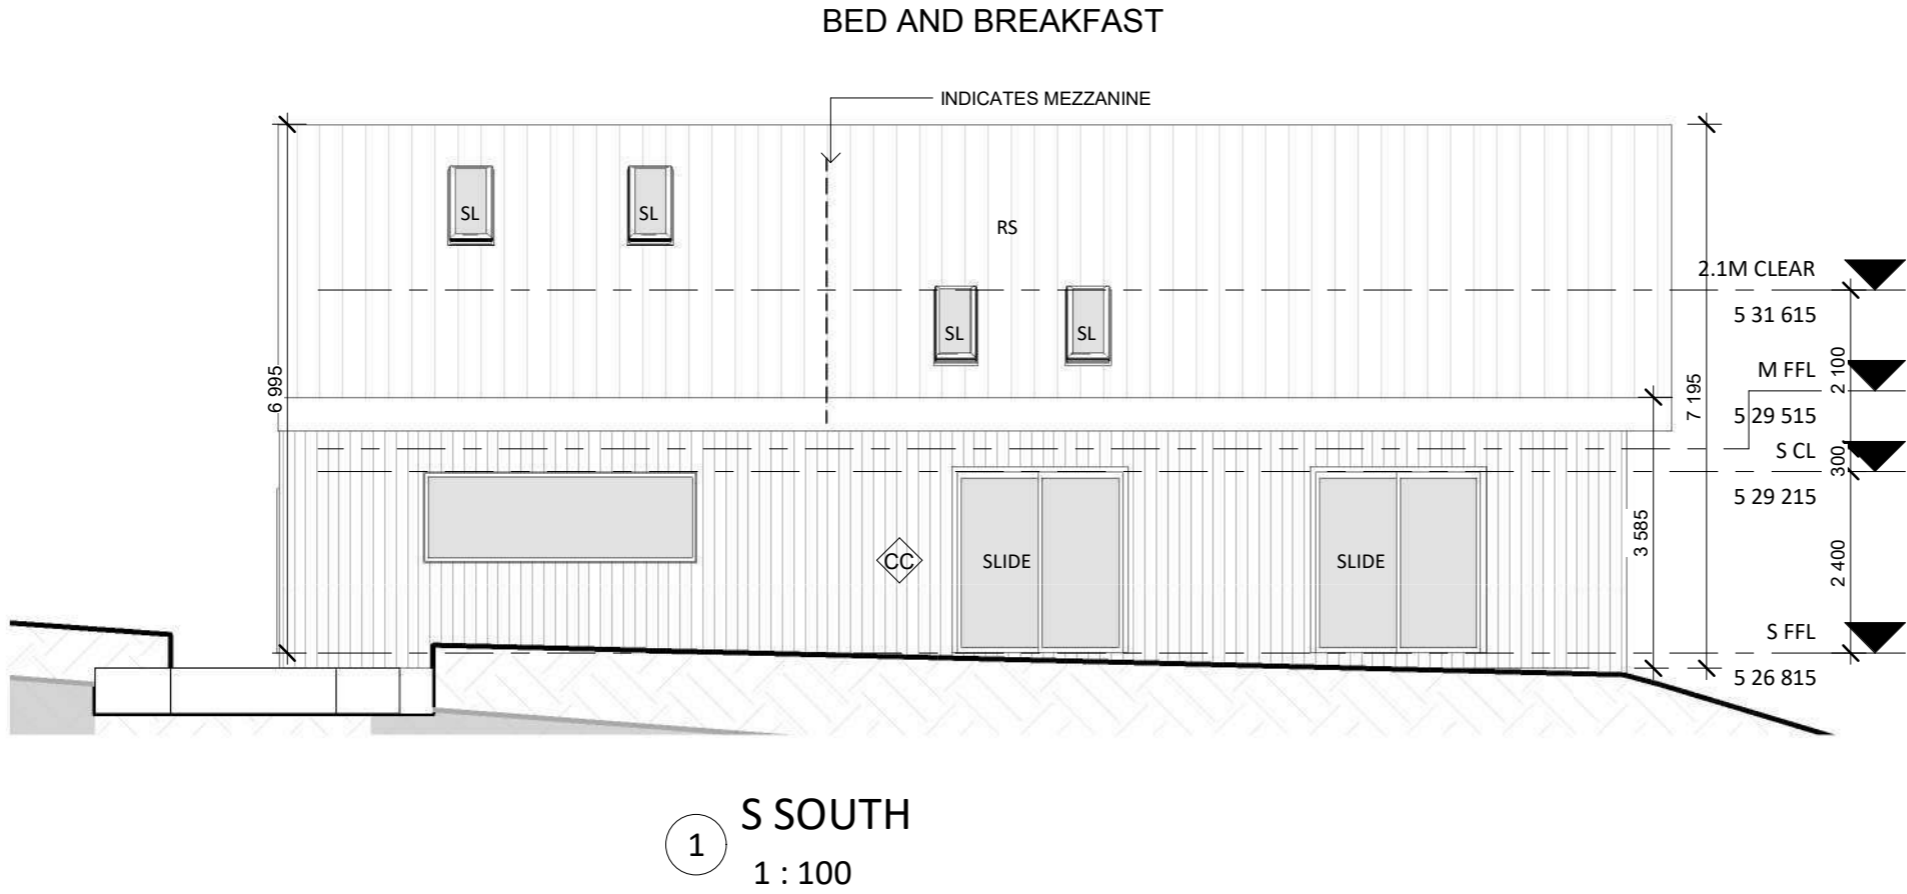 BED AND BREAKFAST
INDICATES MEZZANINE
SL
SL
RS
2.1M CLEAR
SL
SL
5 31 615
M FFL
2 100
6 995
7 195
5 29 515
S CL
300
5 29 215
3 585
CC
SLIDE
SLIDE
2 400
S FFL
5 26 815
S SOUTH
1
1 : 100